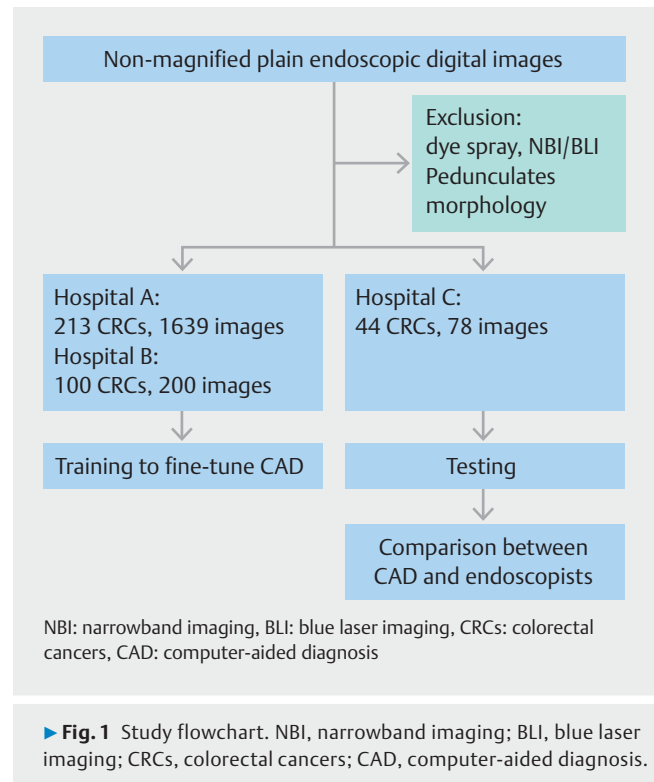 Non-magnified plain endoscopic digital images
Exclusion:
dye spray, NBI/BLI
Pedunculates
morphology
Hospital A:
213 CRCs, 1639 images
Hospital B:
100 CRCs, 200 images
Hospital C:
44 CRCs, 78 images
Training to fine-tune CAD
Testing
Comparison between
CAD and endoscopists
NBI: narrowband imaging, BLI: blue laser imaging, CRCs: colorectal
cancers, CAD: computer-aided diagnosis
▶ Fig. 1 Study flowchart. NBI, narrowband imaging; BLI, blue laser
imaging; CRCs, colorectal cancers; CAD, computer-aided diagnosis.